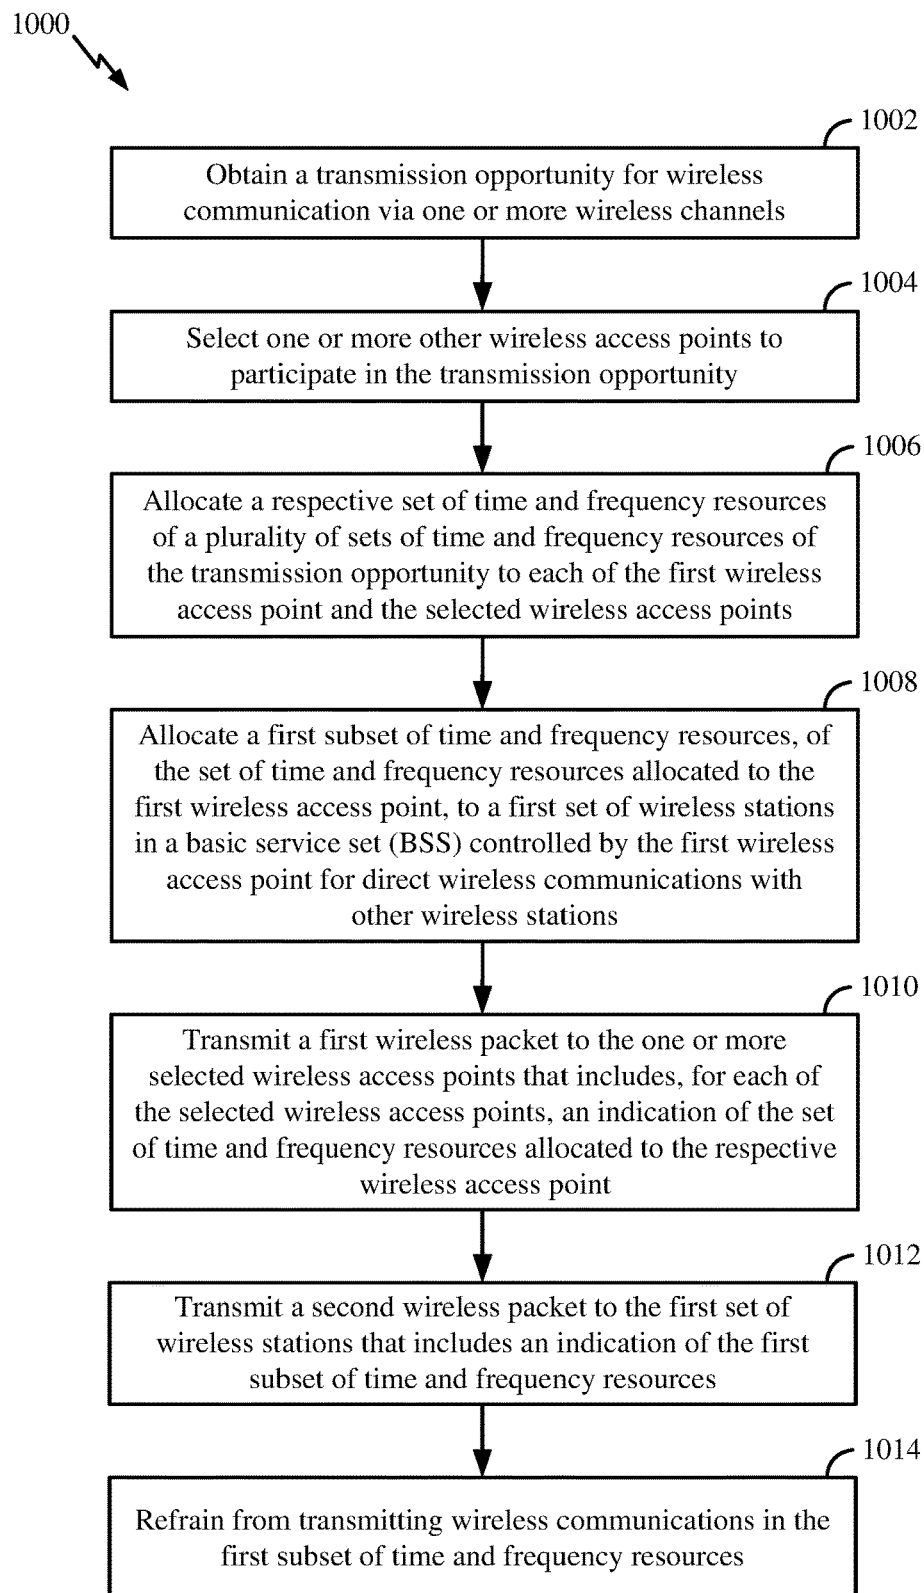 1000
1002
Obtain a transmission opportunity for wireless
communication via one or more wireless channels
1004
Select one or more other wireless access points to
participate in the transmission opportunity
1006
Allocate a respective set of time and frequency resources
of a plurality of sets of time and frequency resources of
the transmission opportunity to each of the first wireless
access point and the selected wireless access points
1008
Allocate a first subset of time and frequency resources, of
the set of time and frequency resources allocated to the
first wireless access point, to a first set of wireless stations
in a basic service set (BSS) controlled by the first wireless
access point for direct wireless communications with
other wireless stations
1010
Transmit a first wireless packet to the one or more
selected wireless access points that includes, for each of
the selected wireless access points, an indication of the set
of time and frequency resources allocated to the respective
wireless access point
1012
Transmit a second wireless packet to the first set of
wireless stations that includes an indication of the first
subset of time and frequency resources
1014
Refrain from transmitting wireless communications in the
first subset of time and frequency resources